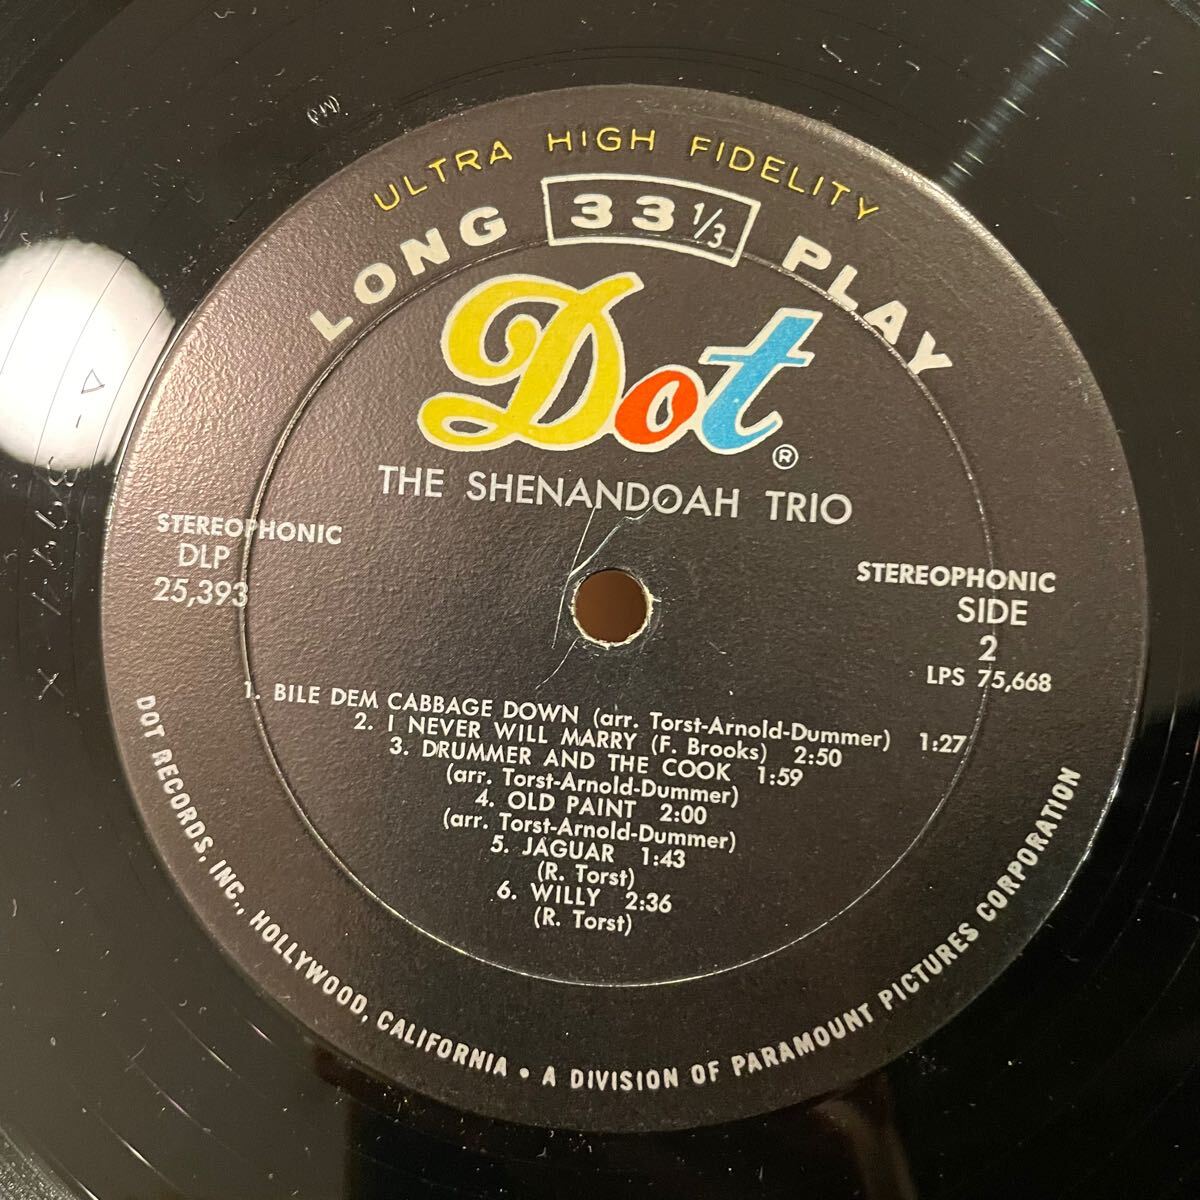 ULTRA HIGH FIDELITY
LONG 33 1/3 PLAY
Dot®
THE SHENANDOAH TRIO
STEREOPHONIC
DLP
25,393
STEREOPHONIC
SIDE
2
LPS 75,668
1. BILE DEM CABBAGE DOWN (arr. Torst-Arnold-Dummer) 1:27
2. I NEVER WILL MARRY (F. Brooks) 2:50
3. DRUMMER AND THE COOK 1:59
(arr. Torst-Arnold-Dummer)
4. OLD PAINT 2:00
(arr. Torst-Arnold-Dummer)
5. JAGUAR 1:43
(R. Torst)
6. WILLY 2:36
(R. Torst)
DOT RECORDS, INC., HOLLYWOOD, CALIFORNIA • A DIVISION OF PARAMOUNT PICTURES CORPORATION